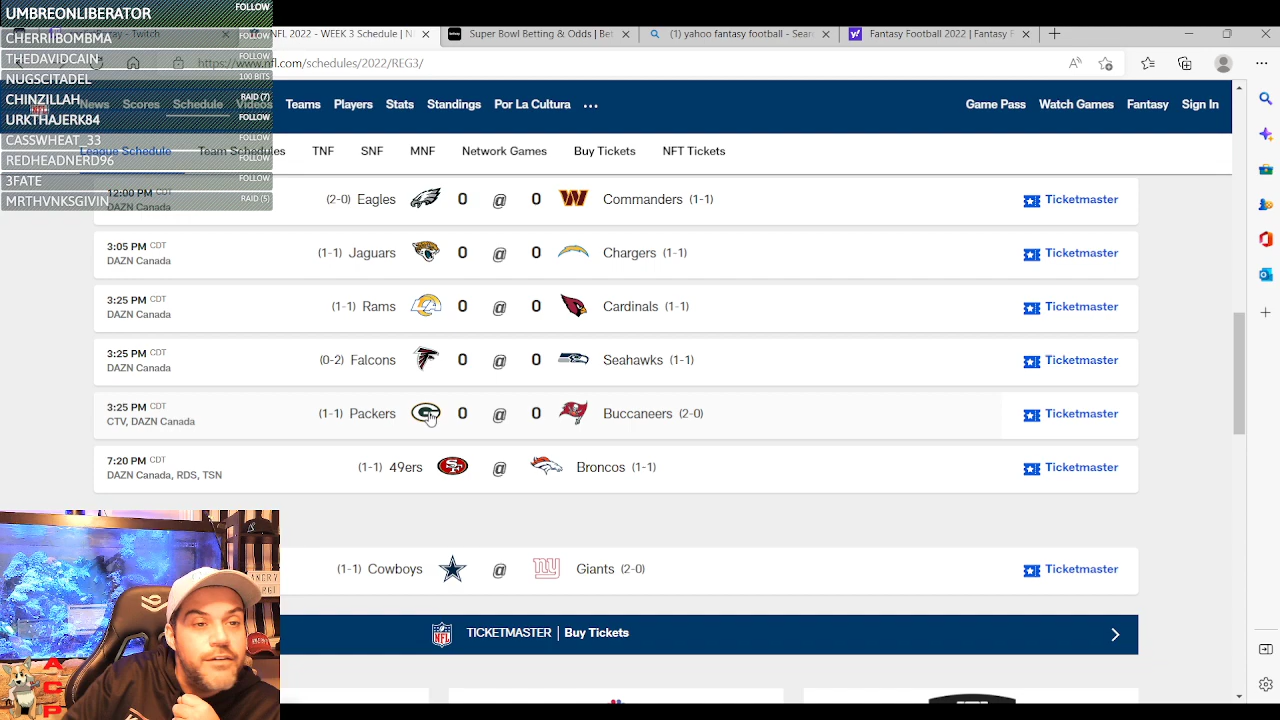 UMBREONLIBERATOR FOLLOW
CHERRIIBOMBMA FOLLOW
THEDAVIDCAIN FOLLOW
NUGSCITADEL 100 BITS
CHINZILLAH RAID (7)
URKTHAJERK84 FOLLOW
CASSWHEAT_33 FOLLOW
REDHEADNERD96 FOLLOW
3FATE FOLLOW
MRTHVNKSGIVIN RAID (5)
Twitch
NFL 2022 - WEEK 3 Schedule | N
Super Bowl Betting & Odds | Bet
(1) yahoo fantasy football - Sear
Fantasy Football 2022 | Fantasy F
https://www.nfl.com/schedules/2022/REG3/
News Scores Schedule Videos Teams Players Stats Standings Por La Cultura ... Game Pass Watch Games Fantasy Sign In
League Schedule Team Schedules TNF SNF MNF Network Games Buy Tickets NFT Tickets
12:00 PM CDT
DAZN Canada
(2-0) Eagles 0 @ 0 W Commanders (1-1) Ticketmaster
3:05 PM CDT
DAZN Canada
(1-1) Jaguars 0 @ 0 Chargers (1-1) Ticketmaster
3:25 PM CDT
DAZN Canada
(1-1) Rams 0 @ 0 Cardinals (1-1) Ticketmaster
3:25 PM CDT
DAZN Canada
(0-2) Falcons 0 @ 0 Seahawks (1-1) Ticketmaster
3:25 PM CDT
CTV, DAZN Canada
(1-1) Packers G 0 @ 0 Buccaneers (2-0) Ticketmaster
7:20 PM CDT
DAZN Canada, RDS, TSN
(1-1) 49ers SF @ Broncos (1-1) Ticketmaster
(1-1) Cowboys @ ny Giants (2-0) Ticketmaster
NFL TICKETMASTER | Buy Tickets
A
C
P